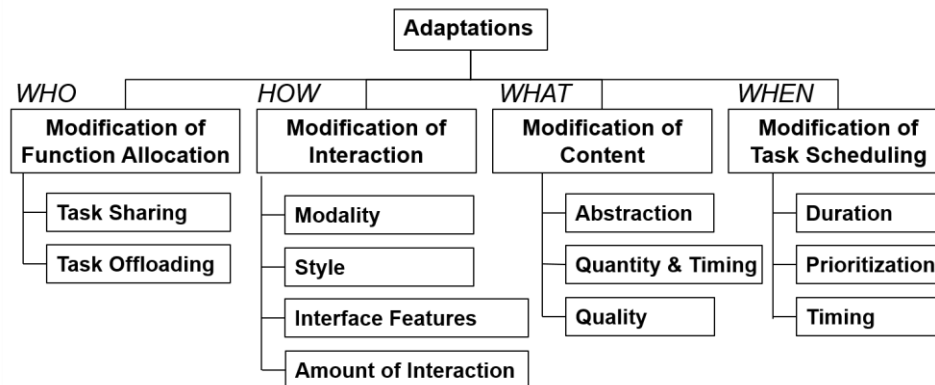 Adaptations
WHO
Modification of
Function Allocation
Task Sharing
Task Offloading
HOW
Modification of
Interaction
Modality
Style
Interface Features
Amount of Interaction
WHAT
Modification of
Content
Abstraction
Quantity & Timing
Quality
WHEN
Modification of
Task Scheduling
Duration
Prioritization
Timing